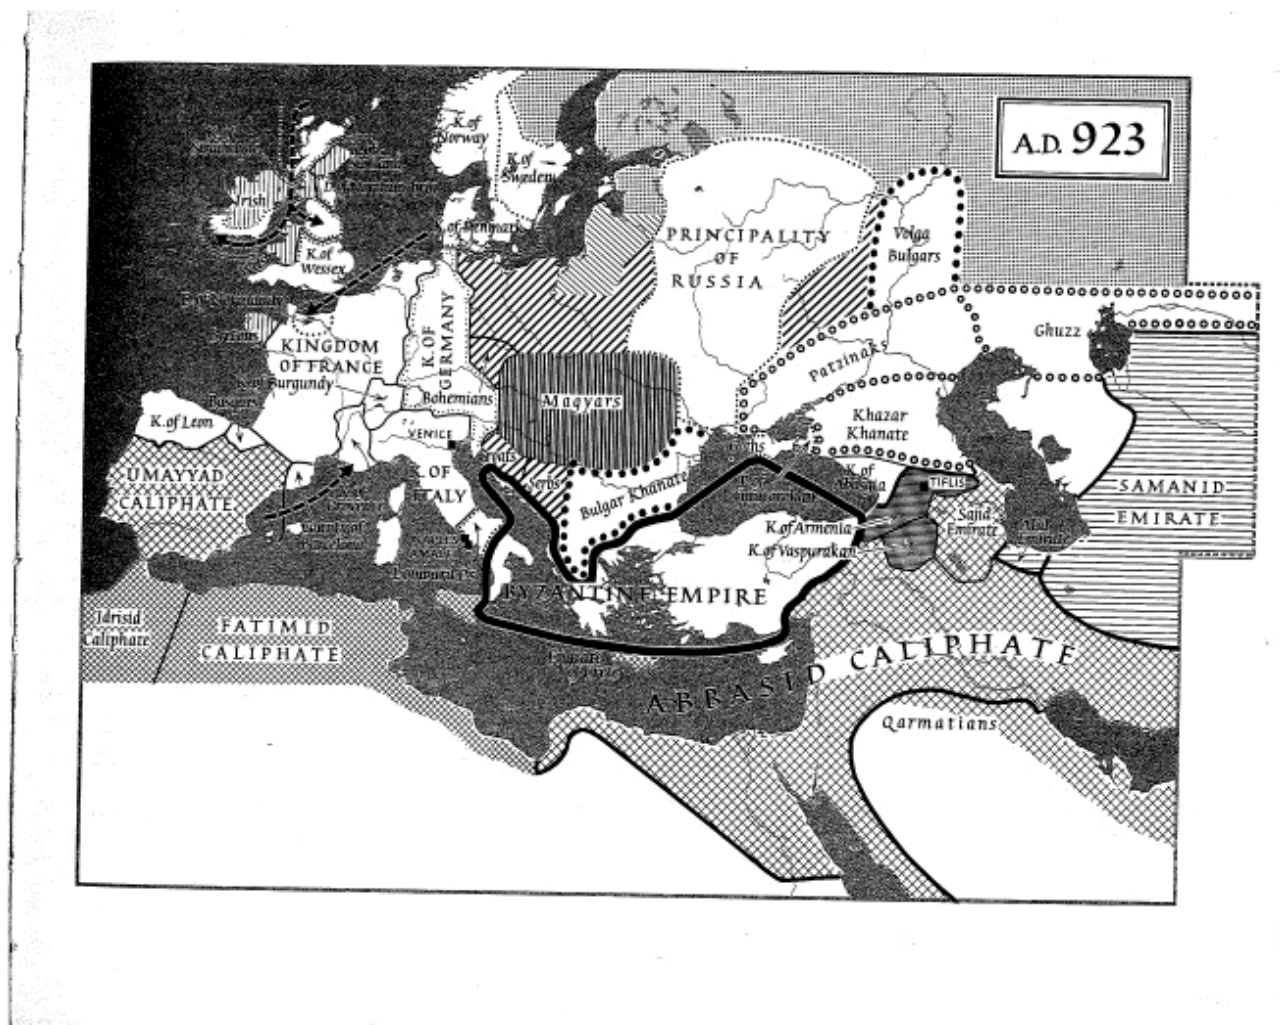 A.D. 923
K. of
Norway
K. of
Sweden
Irish
of Denmark
K. of
Wessex
PRINCIPALITY
OF
RUSSIA
Volga
Bulgars
Ghuzz
Patzinaks
KINGDOM
OF FRANCE
Burgundy
K. OF
GERMANY
Bohemians
Magyars
Basques
K. of Leon
VENICE
Khazar
Khanate
UMAYYAD
CALIPHATE
K. OF
ITALY
Croats
Serbs
Bulgar Khanate
K. of
TIFLIS
SAMANID
EMIRATE
Sajid
Emirate
K. of Armenia
K. of Vaspurakan
BYZANTINE EMPIRE
Idrisid
Caliphate
FATIMID
CALIPHATE
ABBASID CALIPHATE
Qarmatians